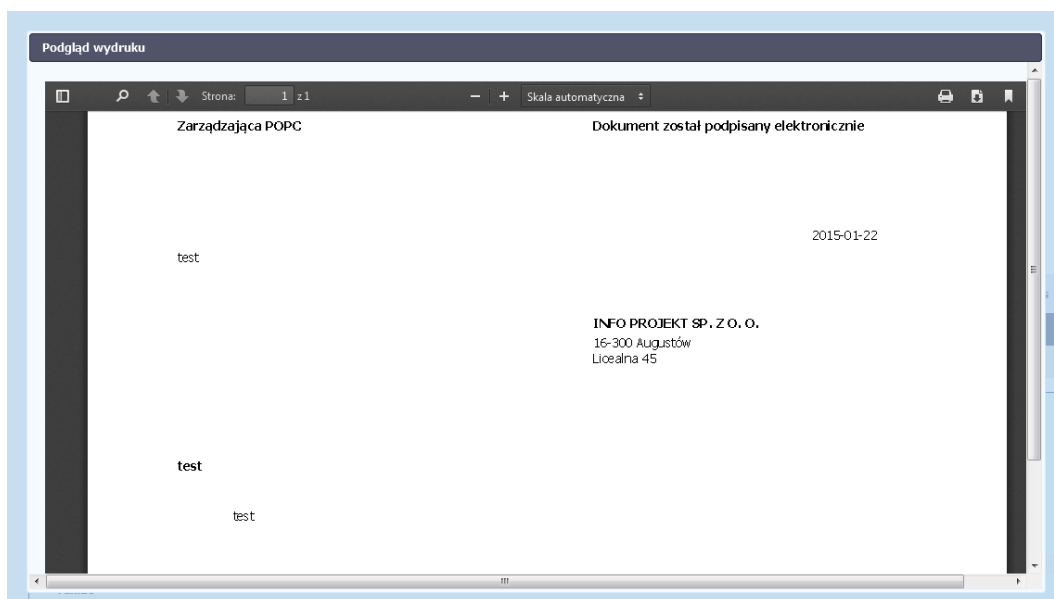 Podgląd wydruku
Strona: 1 z 1
Skala automatyczna
Zarządzająca POPC
Dokument został podpisany elektronicznie
2015-01-22
test
INFO PROJEKT SP. Z O. O.
16-300 Augustów
Licealna 45
test
test